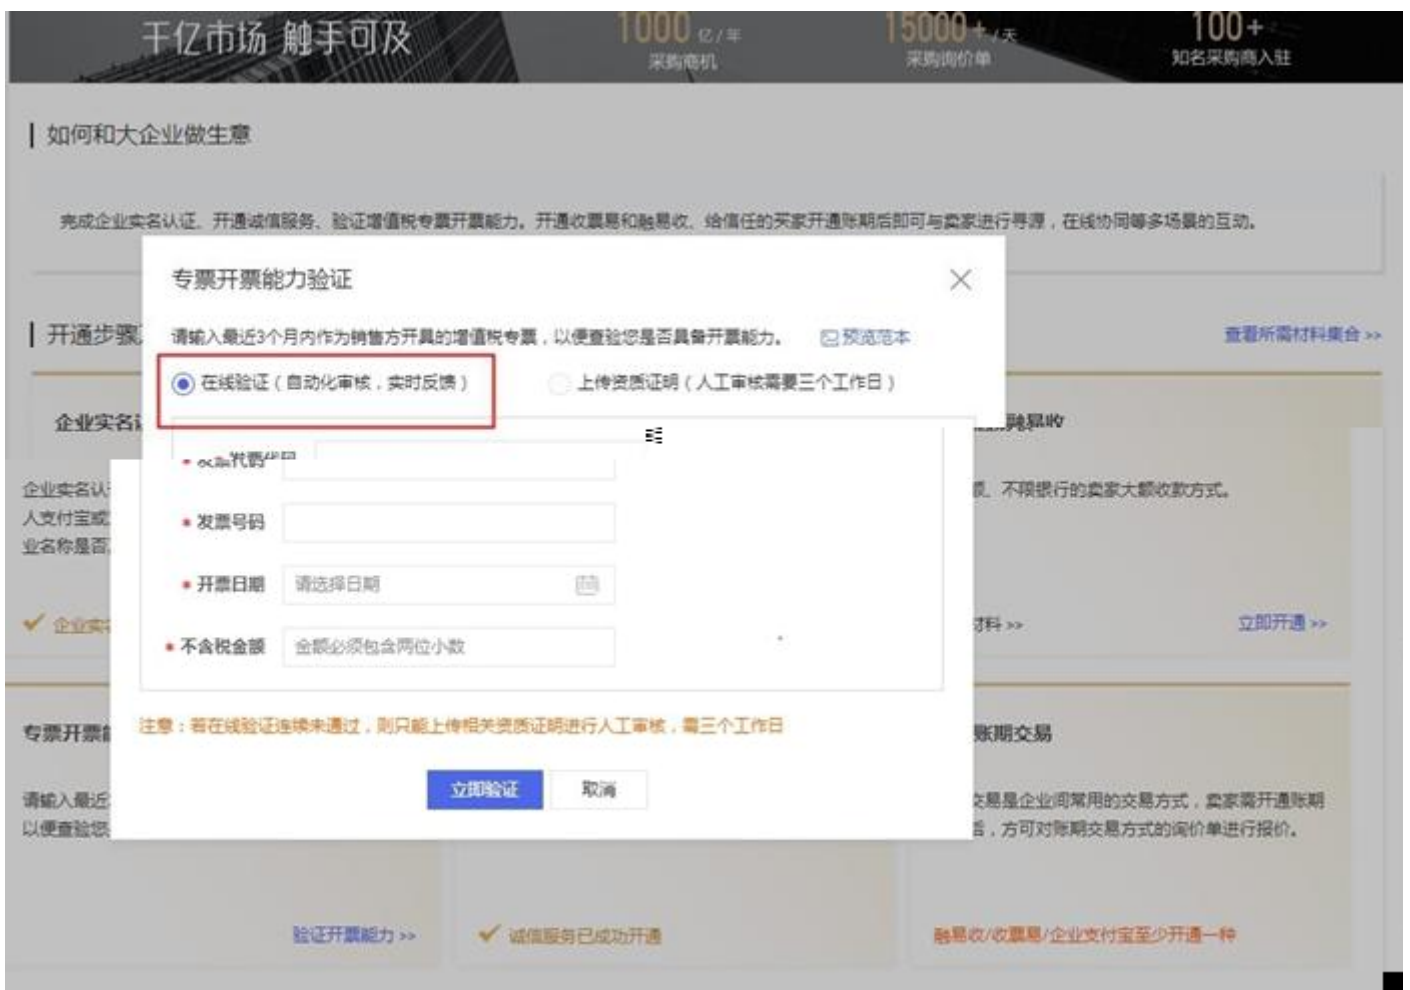 千亿市场 触手可及
1000 亿/年
采购商机
15000+/天
采购询价单
100+
知名采购商入驻
如何和大企业做生意
完成企业实名认证、开通诚信服务、验证增值税专票开票能力。开通收票易和融易收、给信任的买家开通账期后即可与卖家进行寻源，在线协同等多场景的互动。
专票开票能力验证
开通步骤
请输入最近3个月内作为销售方开具的增值税专票，以便查验您是否具备开票能力。 预览范本
查看所需材料集合 >>
在线验证（自动化审核，实时反馈）
上传资质证明（人工审核需要三个工作日）
企业实名
融易收
* 发票代码
企业实名认
、不限银行的卖家大额收款方式。
人支付宝或
* 发票号码
业名称是否
* 开票日期 请选择日期
企业实名
材料 >>
立即开通 >>
* 不含税金额 金额必须包含两位小数
专票开票能
注意：若在线验证连续未通过，则只能上传相关资质证明进行人工审核，需三个工作日
账期交易
立即验证
取消
请输入最近
交易是企业间常用的交易方式，卖家需开通账期
以便查验您
后，方可对账期交易方式的询价单进行报价。
验证开票能力 >>
诚信服务已成功开通
融易收/收票易/企业支付宝至少开通一种